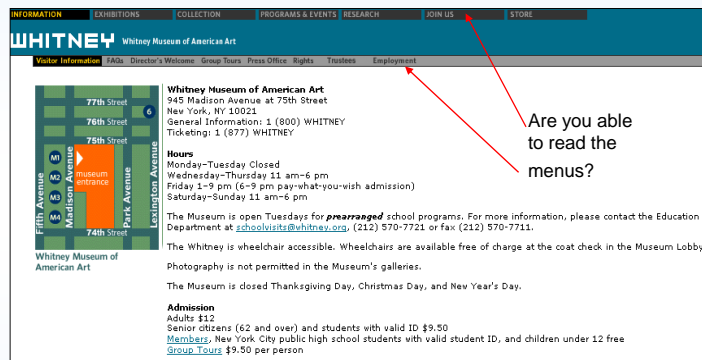 INFORMATION EXHIBITIONS COLLECTION PROGRAMS & EVENTS RESEARCH JOIN US STORE
WHITNEY Whitney Museum of American Art
Visitor Information FAQs Director's Welcome Group Tours Press Office Rights Trustees Employment
77th Street
6
76th Street
75th Street
M1
M2
M3
M4
museum
entrance
Fifth Avenue
Madison Avenue
Park Avenue
Lexington Avenue
74th Street
Whitney Museum of
American Art
Whitney Museum of American Art
945 Madison Avenue at 75th Street
New York, NY 10021
General Information: 1 (800) WHITNEY
Ticketing: 1 (877) WHITNEY
Hours
Monday-Tuesday Closed
Wednesday-Thursday 11 am-6 pm
Friday 1-9 pm (6-9 pm pay-what-you-wish admission)
Saturday-Sunday 11 am-6 pm
The Museum is open Tuesdays for prearranged school programs. For more information, please contact the Education
Department at schoolvisits@whitney.org, (212) 570-7721 or fax (212) 570-7711.
The Whitney is wheelchair accessible. Wheelchairs are available free of charge at the coat check in the Museum Lobby
Photography is not permitted in the Museum's galleries.
The Museum is closed Thanksgiving Day, Christmas Day, and New Year's Day.
Admission
Adults $12
Senior citizens (62 and over) and students with valid ID $9.50
Members, New York City public high school students with valid student ID, and children under 12 free
Group Tours $9.50 per person
Are you able
to read the
menus?